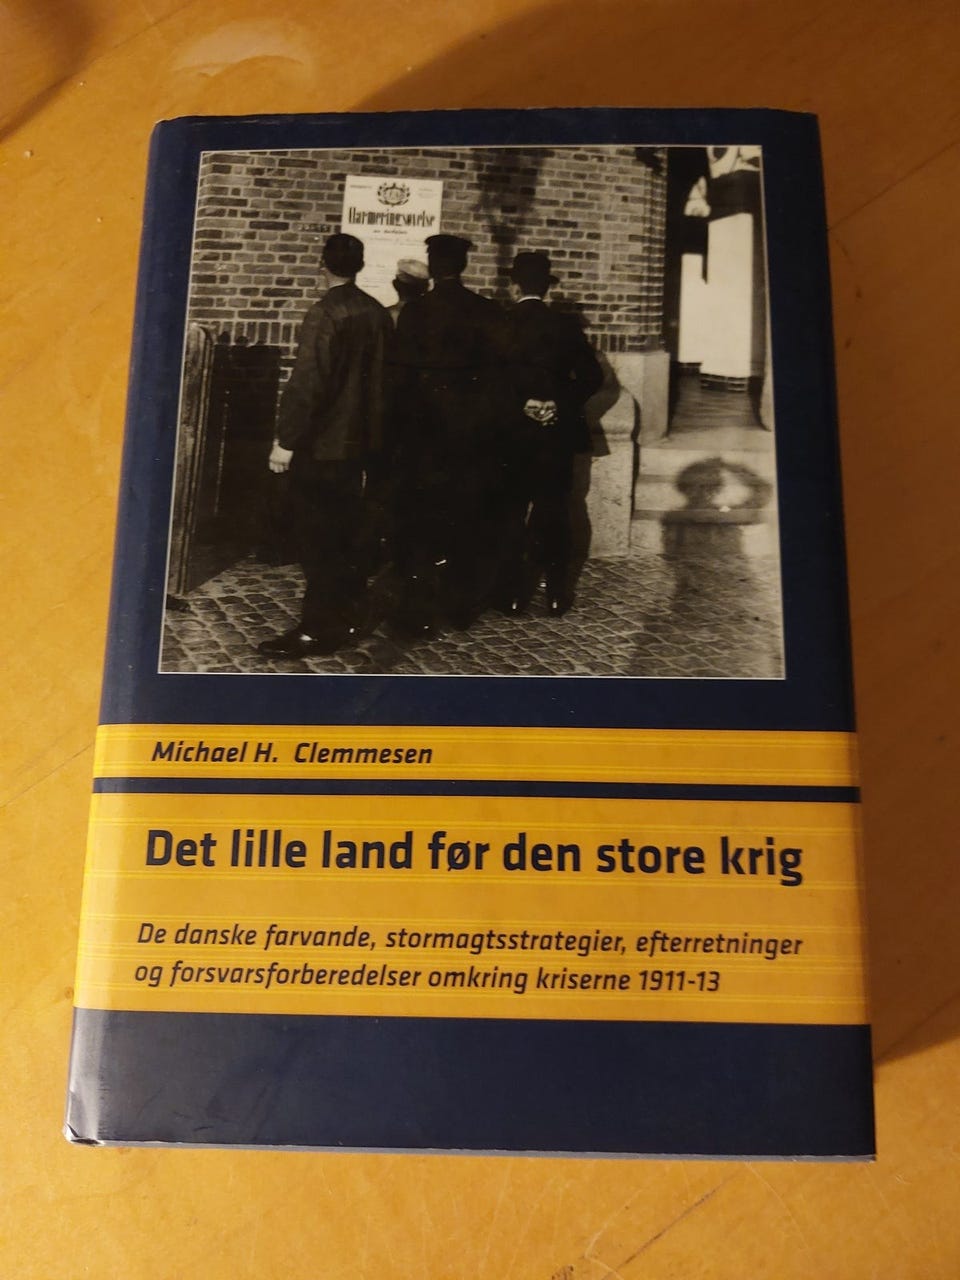 Alarmeringsøvelse
Michael H. Clemmesen
Det lille land før den store krig
De danske farvande, stormagtsstrategier, efterretninger
og forsvarsforberedelser omkring kriserne 1911-13